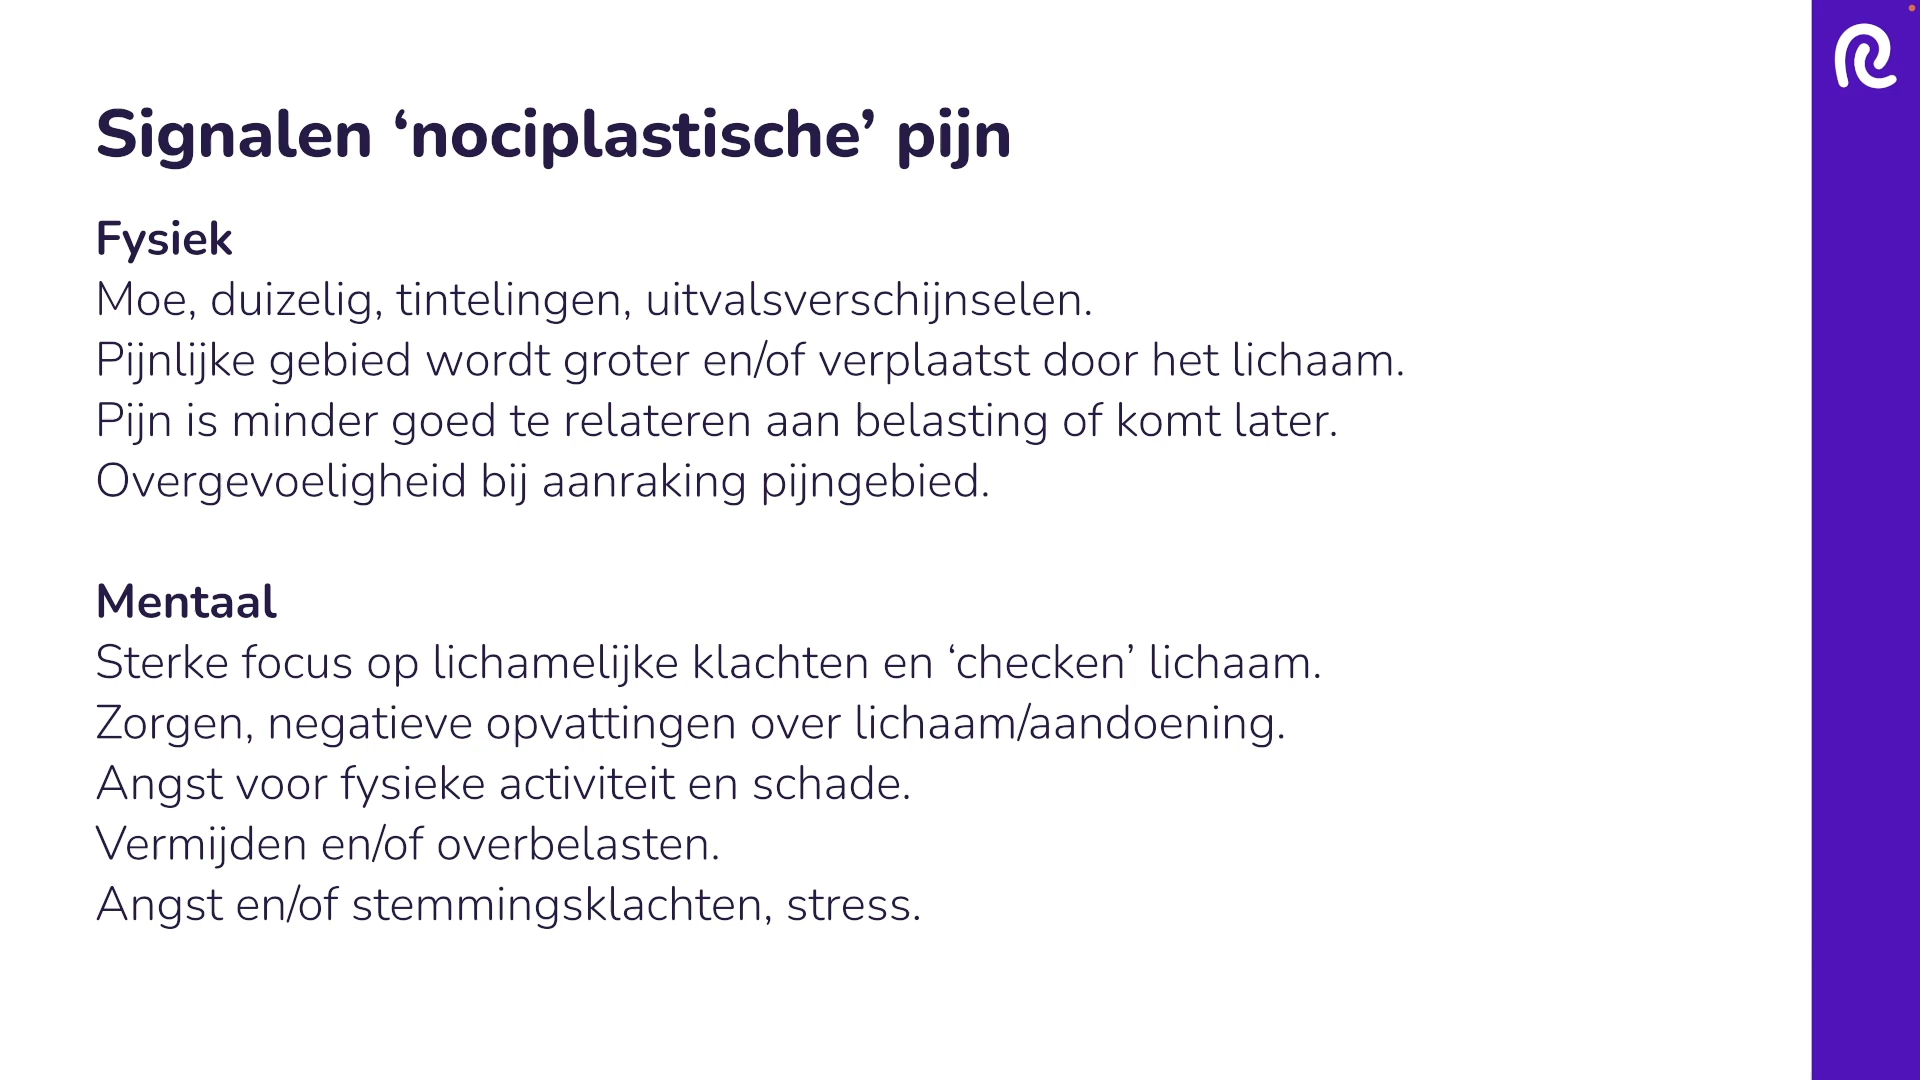 Signalen ‘nociplastische’ pijn
Fysiek
Moe, duizelig, tintelingen, uitvalsverschijnselen.
Pijnlijke gebied wordt groter en/of verplaatst door het lichaam.
Pijn is minder goed te relateren aan belasting of komt later.
Overgevoeligheid bij aanraking pijngebied.
Mentaal
Sterke focus op lichamelijke klachten en ‘checken’ lichaam.
Zorgen, negatieve opvattingen over lichaam/aandoening.
Angst voor fysieke activiteit en schade.
Vermijden en/of overbelasten.
Angst en/of stemmingsklachten, stress.